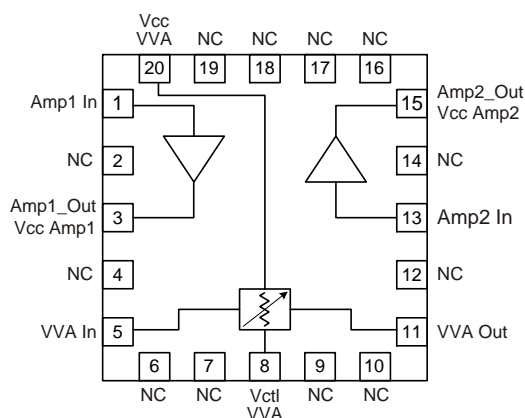 Vcc
VVA
NC
NC
NC
NC
20
19
18
17
16
Amp1 In
1
15
Amp2_Out
Vcc Amp2
NC
2
14
NC
Amp1_Out
Vcc Amp1
3
13
Amp2 In
NC
4
12
NC
VVA In
5
11
VVA Out
6
7
8
9
10
NC
NC
Vctl
VVA
NC
NC